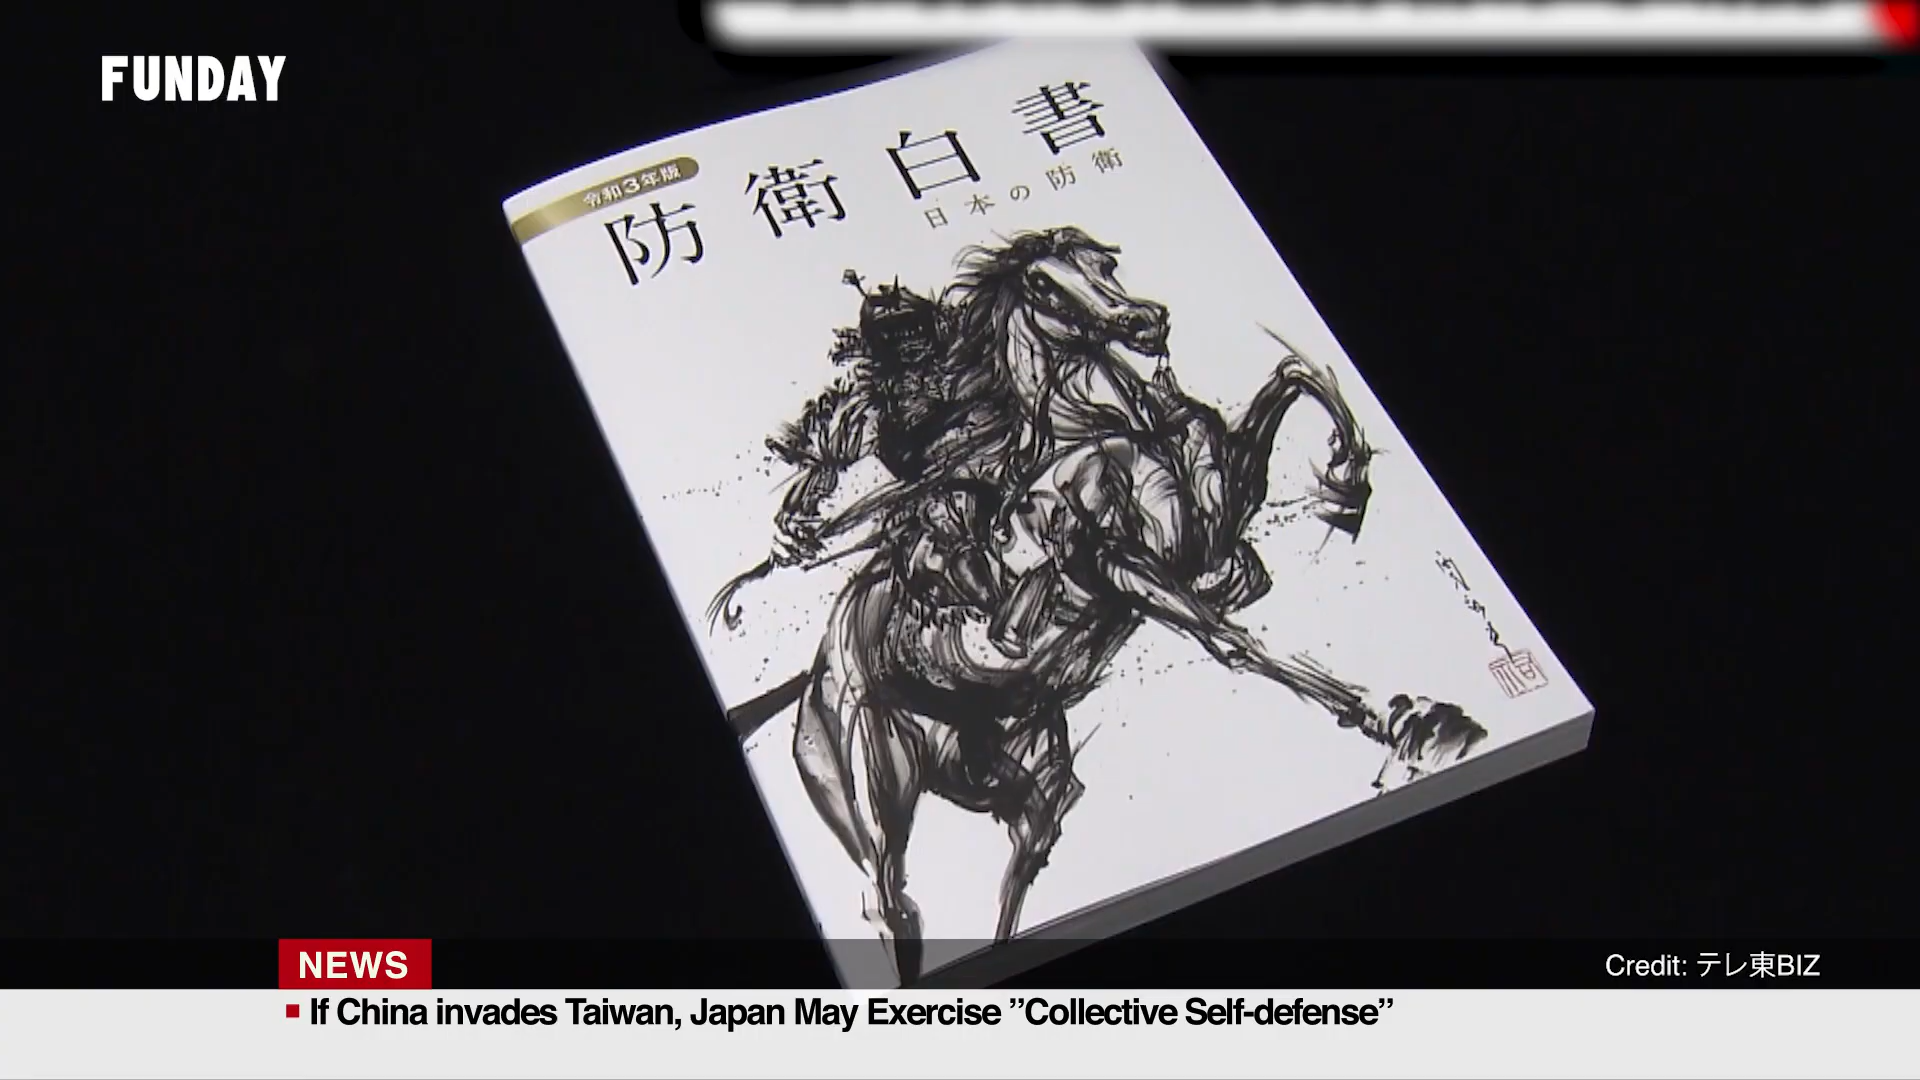 FUNDAY
令和3年版
防衛白書
日本の防衛
NEWS
Credit: テレ東BIZ
If China invades Taiwan, Japan May Exercise ”Collective Self-defense”